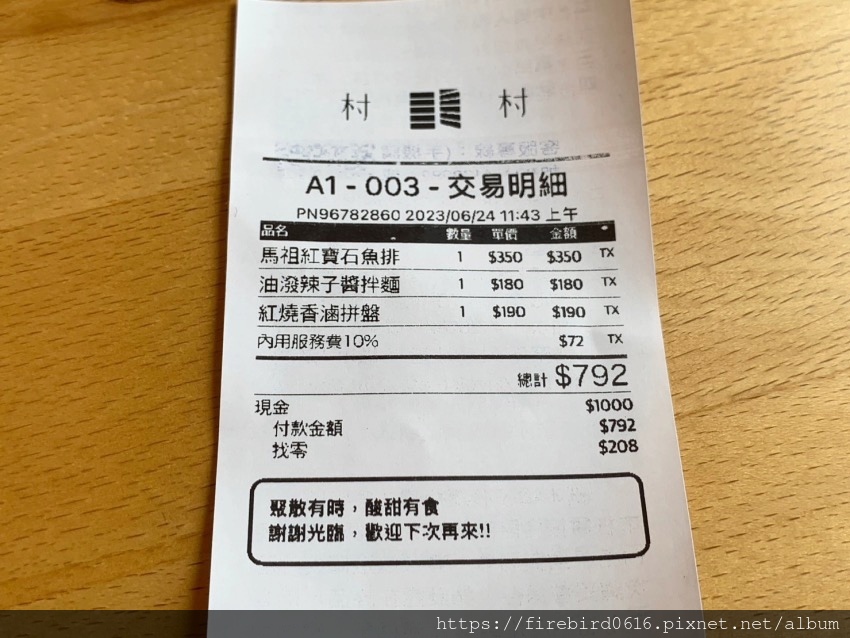 村 村
A1 - 003 - 交易明細
PN96782860 2023/06/24 11:43 上午
品名 數量 單價 金額
馬祖紅寶石魚排 1 $350 $350 TX
油潑辣子醬拌麵 1 $180 $180 TX
紅燒香滷拼盤 1 $190 $190 TX
內用服務費10% $72 TX
總計 $792
現金 $1000
付款金額 $792
找零 $208
聚散有時，酸甜有食
謝謝光臨，歡迎下次再來!!
https://firebird0616.pixnet.net/album